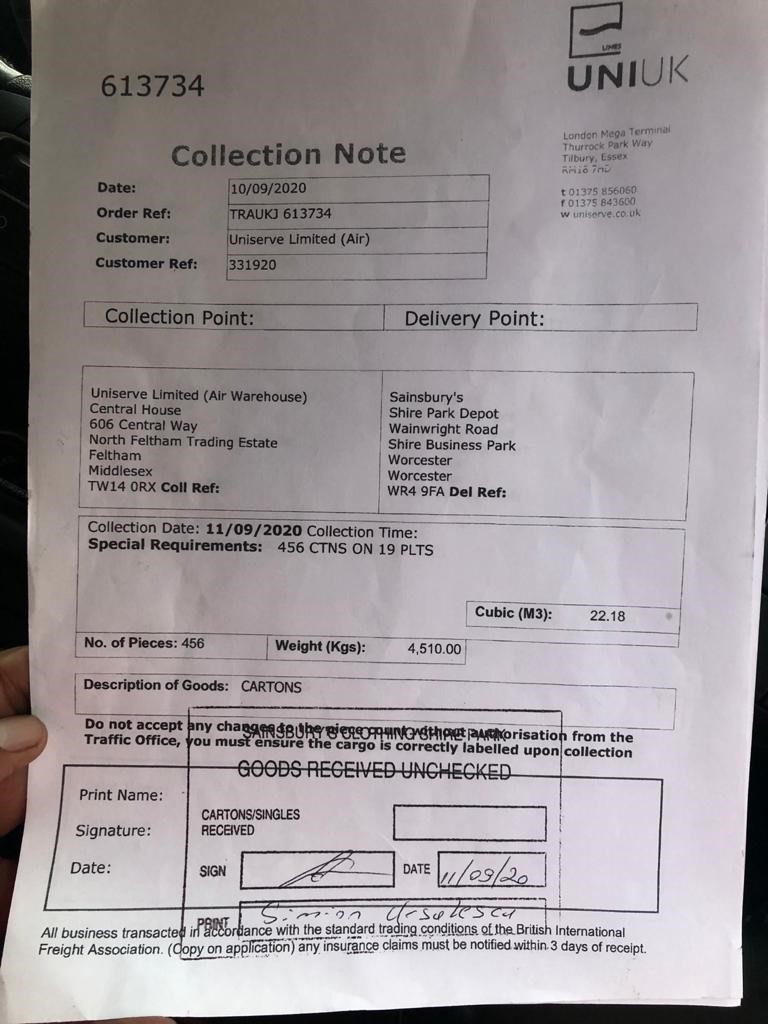 LINES
UNIUK
613734
London Mega Terminal
Thurrock Park Way
Tilbury, Essex
RM18 7HD
t 01375 856060
f 01375 843600
w uniserve.co.uk
Collection Note
Date: 10/09/2020
Order Ref: TRAUKJ 613734
Customer: Uniserve Limited (Air)
Customer Ref: 331920
Collection Point: Delivery Point:
Uniserve Limited (Air Warehouse) Sainsbury's
Central House Shire Park Depot
606 Central Way Wainwright Road
North Feltham Trading Estate Shire Business Park
Feltham Worcester
Middlesex Worcester
TW14 0RX Coll Ref: WR4 9FA Del Ref:
Collection Date: 11/09/2020 Collection Time:
Special Requirements: 456 CTNS ON 19 PLTS
Cubic (M3): 22.18
No. of Pieces: 456 Weight (Kgs): 4,510.00
Description of Goods: CARTONS
Do not accept any changes to the piece count without authorisation from the
Traffic Office, you must ensure the cargo is correctly labelled upon collection
SAINSBURY'S CLOTHING SHIRE PARK
GOODS RECEIVED UNCHECKED
Print Name:
Signature:
Date:
CARTONS/SINGLES
RECEIVED
SIGN DATE 11/09/20
PRINT Simion
All business transacted in accordance with the standard trading conditions of the British International
Freight Association. (Copy on application) any insurance claims must be notified within 3 days of receipt.